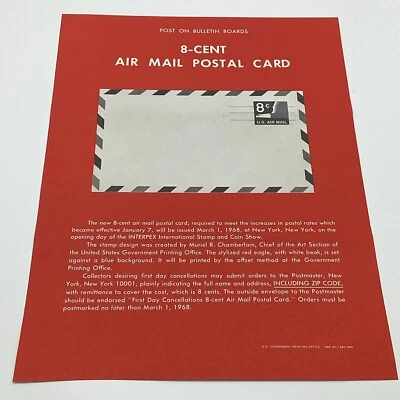 POST ON BULLETIN BOARDS
8-CENT
AIR MAIL POSTAL CARD
8c
U.S. AIR MAIL
The new 8-cent air mail postal card, required to meet the increases in postal rates which
became effective January 7, will be issued March 1, 1968, at New York, New York, on the
opening day of the INTERPEX International Stamp and Coin Show.
The stamp design was created by Muriel R. Chamberlain, Chief of the Art Section of
the United States Government Printing Office. The stylized red eagle, with white beak, is set
against a blue background. It will be printed by the offset method at the Government
Printing Office.
Collectors desiring first day cancellations may submit orders to the Postmaster, New
York, New York 10001, plainly indicating the full name and address, INCLUDING ZIP CODE,
with remittance to cover the cost, which is 8 cents. The outside envelope to the Postmaster
should be endorsed "First Day Cancellations 8-cent Air Mail Postal Card." Orders must be
postmarked no later than March 1, 1968.
U.S. GOVERNMENT PRINTING OFFICE